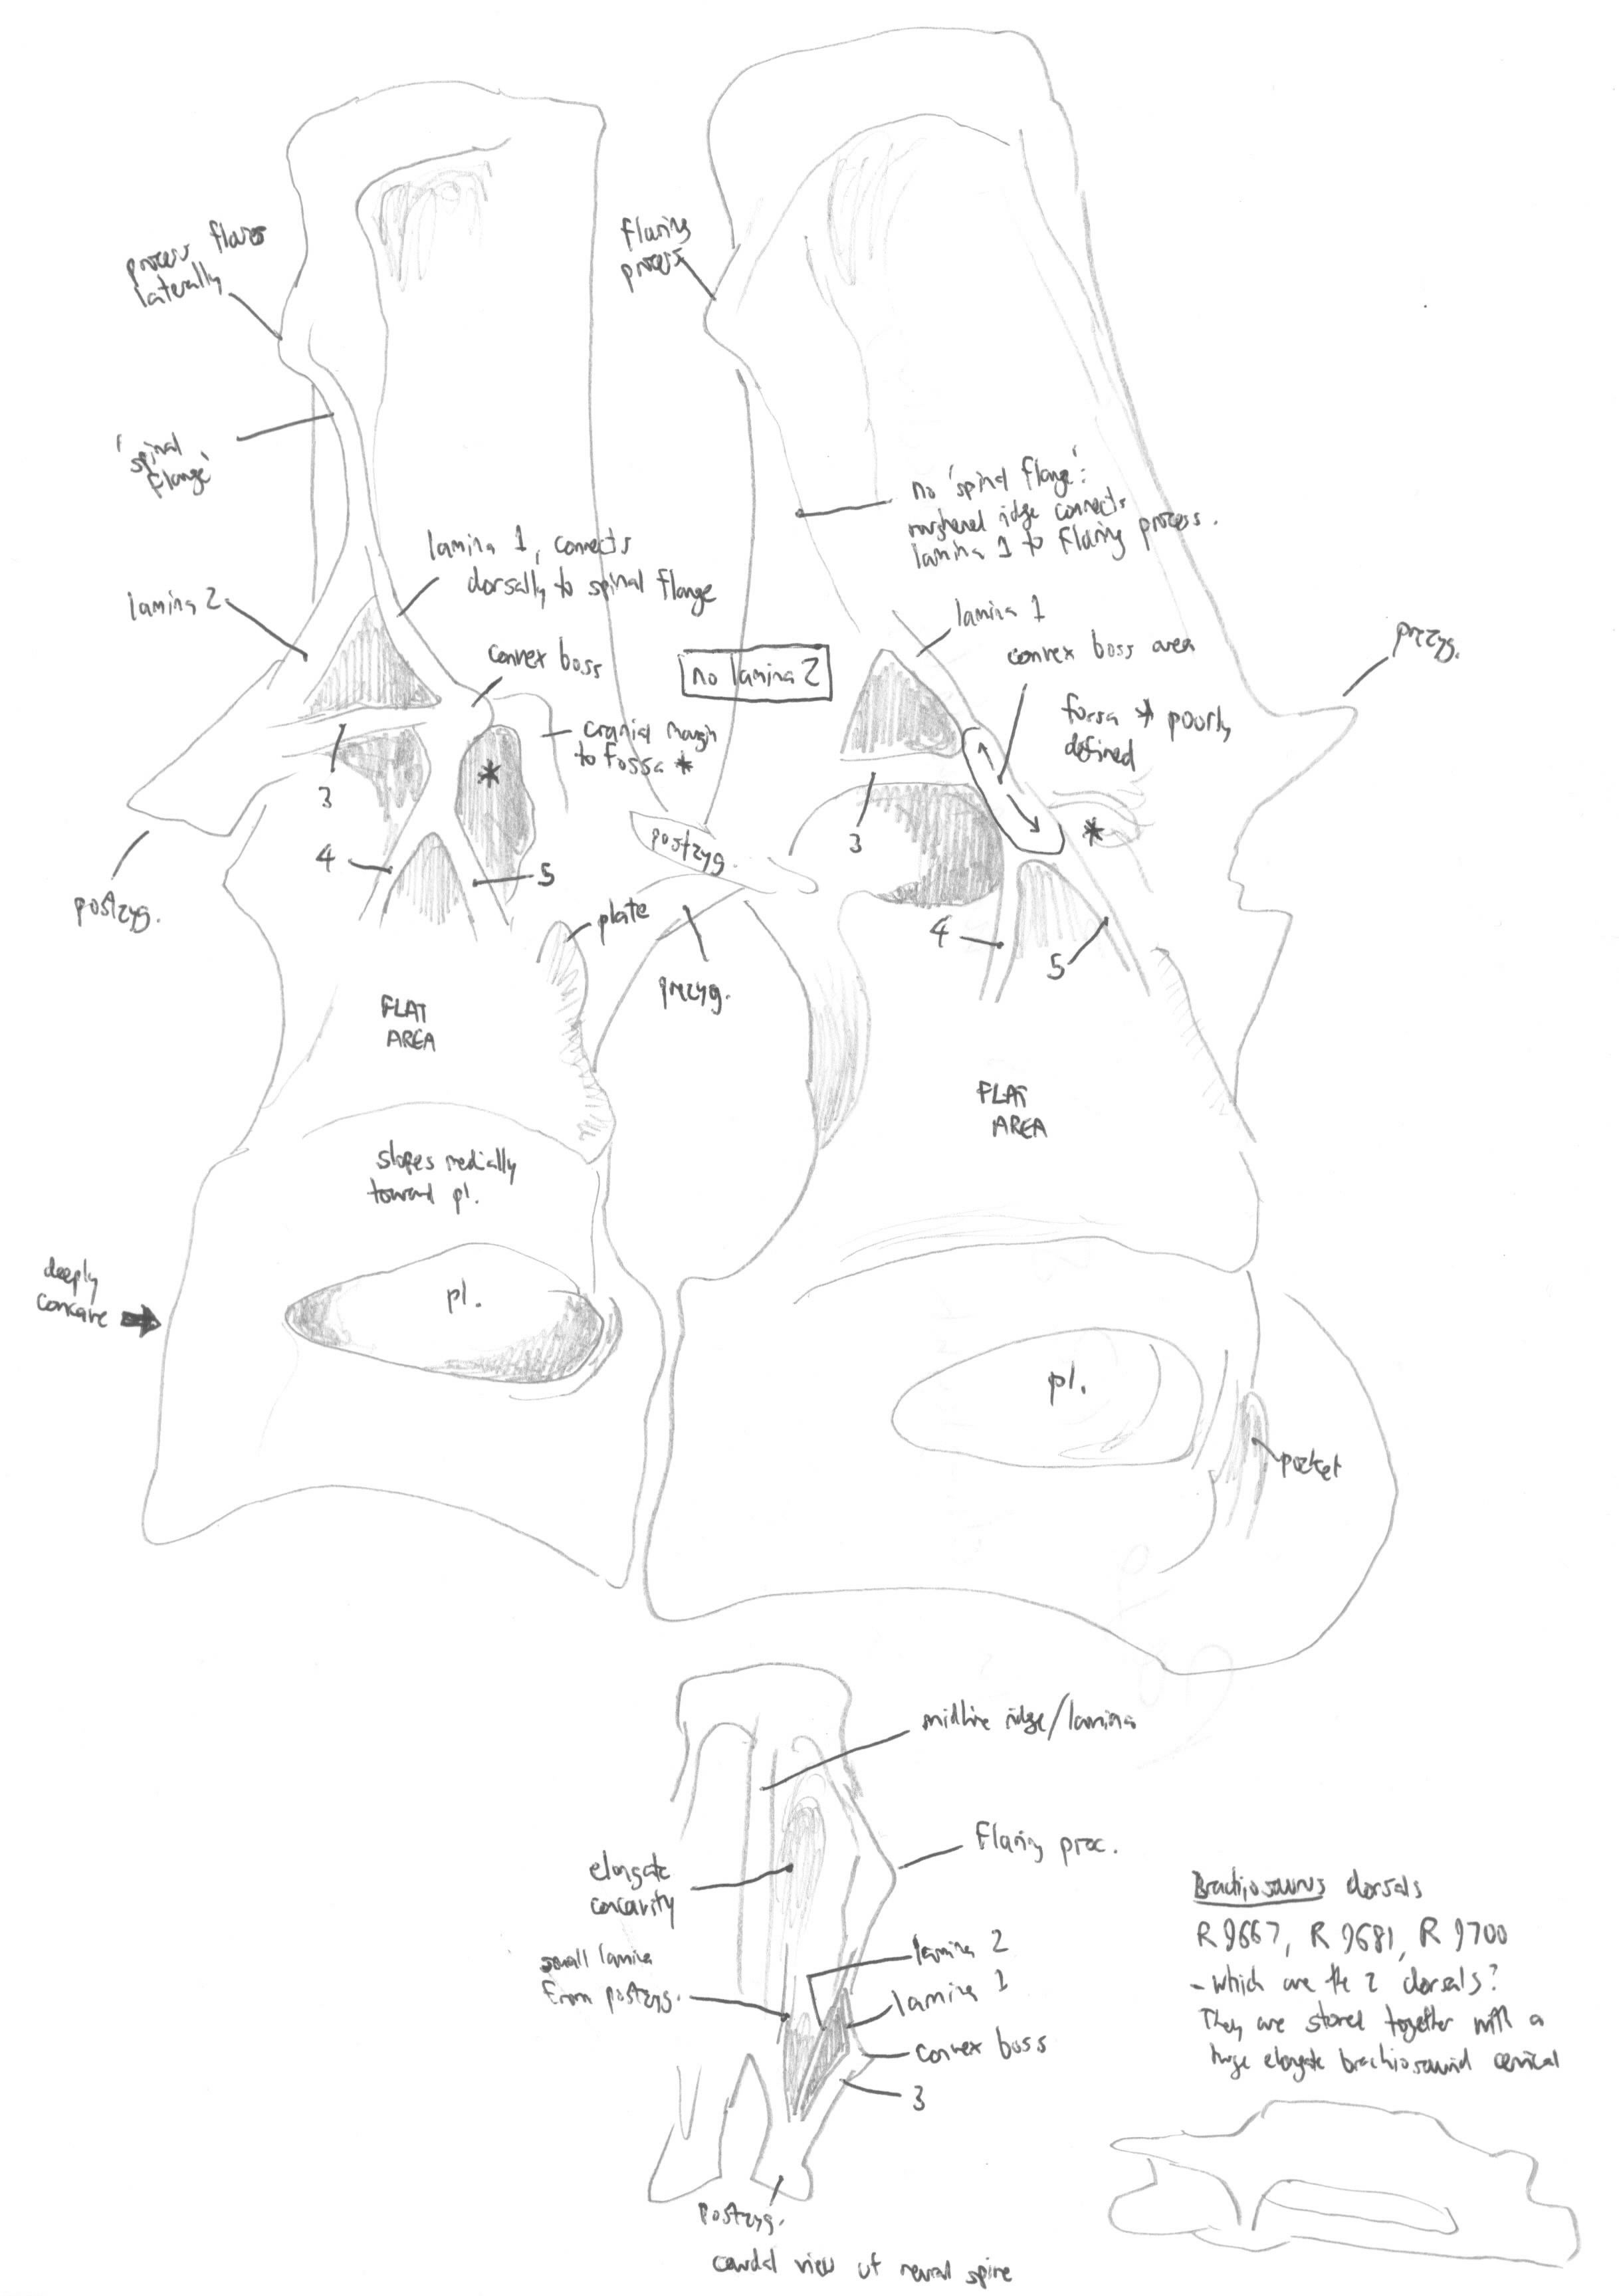 process flares
laterally
'spinal
flange'
lamina 2
lamina 1, connects
dorsally to spinal flange
convex boss
cranial margin
to fossa *
*
3
4
5
postzyg.
plate
FLAT
AREA
slopes medially
toward pl.
deeply
concave
pl.
flaring
process
no 'spinal flange':
marginal ridge connects
lamina 1 to flaring process.
lamina 1
no lamina 2
convex boss area
fossa * poorly
defined
prezyg.
*
3
4
5
postzyg.
prezyg.
FLAT
AREA
pl.
pocket
midline ridge/lamina
flaring proc.
elongate
concavity
small lamina
from postzyg.
lamina 2
lamina 1
convex boss
3
postzyg.
caudal view of neural spine
Brachiosaurus dorsals
R 9667, R 9681, R 9700
- which are the 2 dorsals?
They are stored together with a
huge elongate brachiosaurid cervical